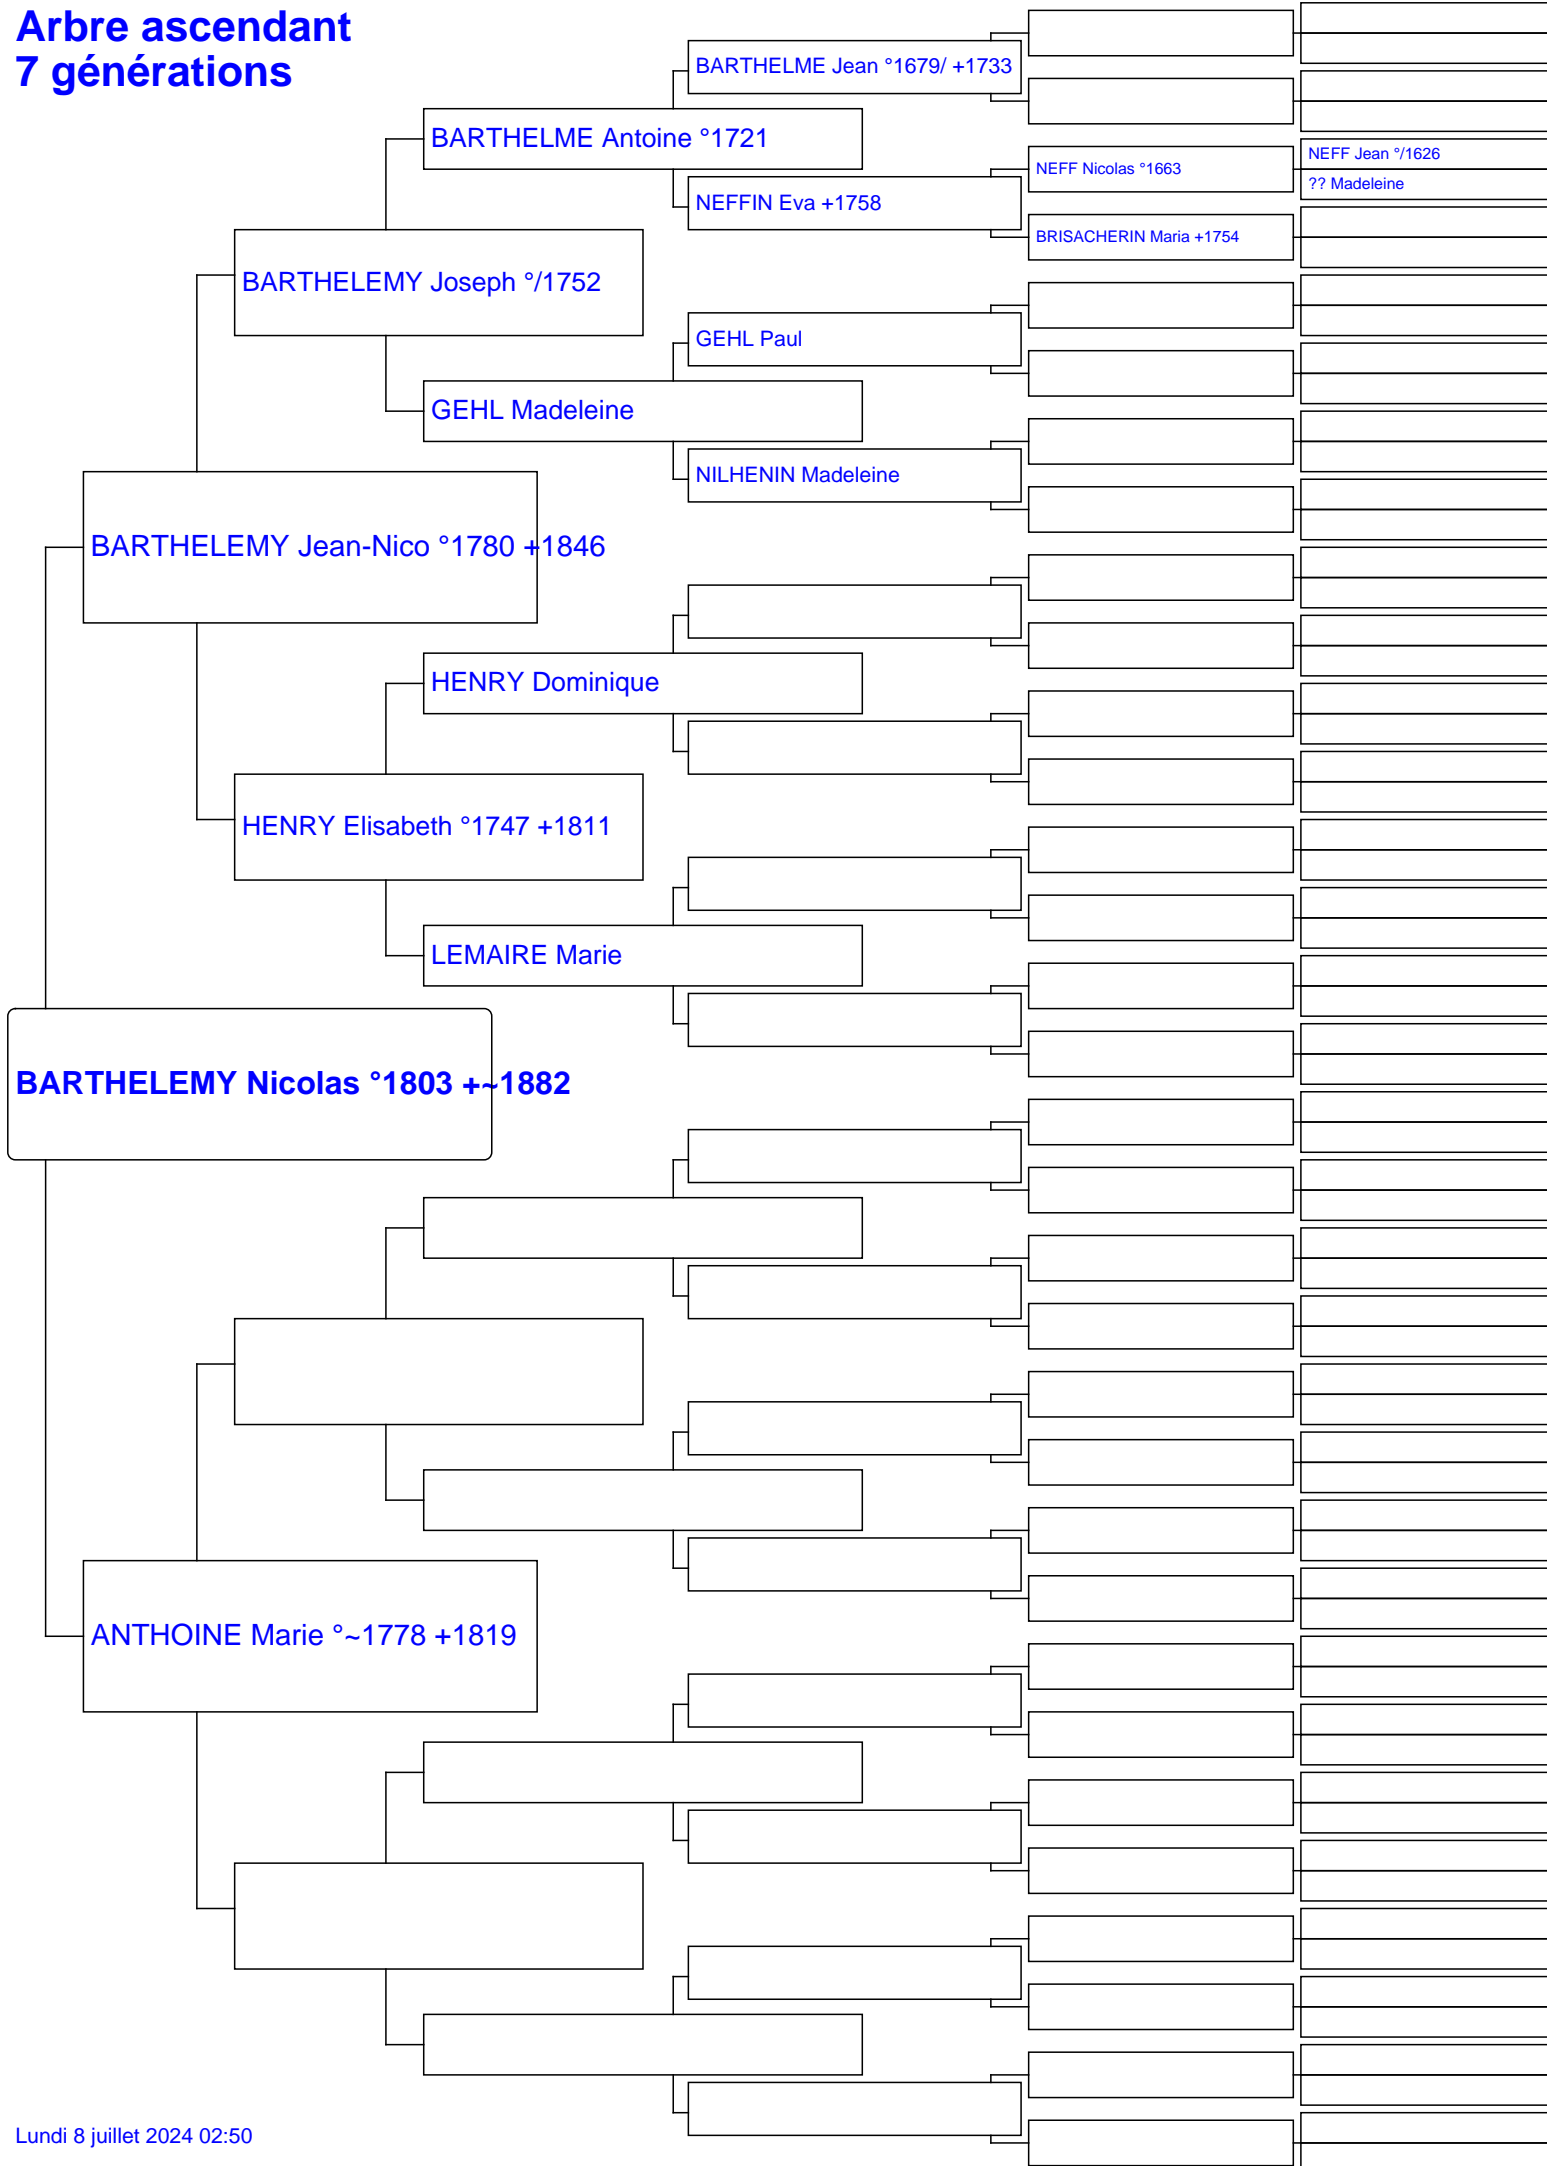 Arbre ascendant
7 générations
BARTHELME Jean °1679/ +1733
BARTHELME Antoine °1721
NEFF Jean °/1626
NEFF Nicolas °1663
?? Madeleine
NEFFIN Eva +1758
BRISACHERIN Maria +1754
BARTHELEMY Joseph °/1752
GEHL Paul
GEHL Madeleine
NILHENIN Madeleine
BARTHELEMY Jean-Nico °1780 +1846
HENRY Dominique
HENRY Elisabeth °1747 +1811
LEMAIRE Marie
BARTHELEMY Nicolas °1803 +~1882
ANTHOINE Marie °~1778 +1819
Lundi 8 juillet 2024 02:50